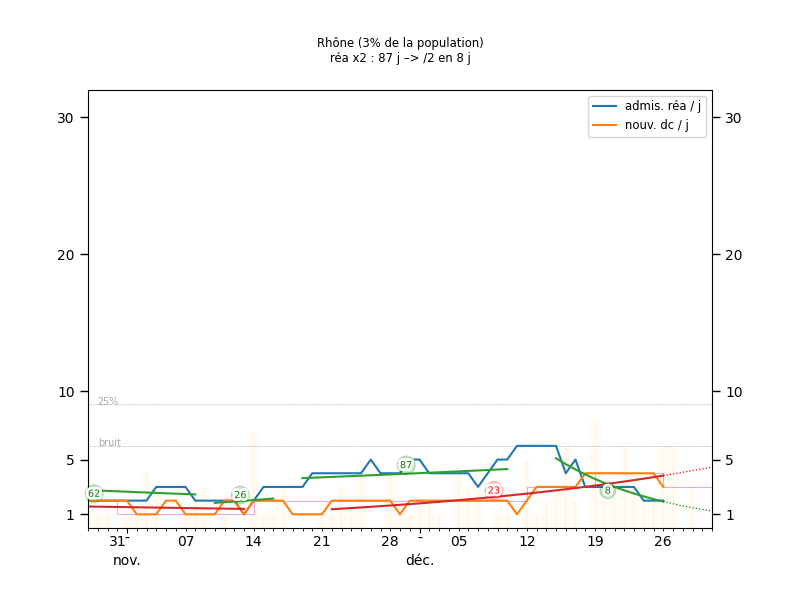 Rhône (3% de la population)
réa x2 : 87 j –> /2 en 8 j
admis. réa / j
nouv. dc / j
30
30
20
20
10
10
25%
bruit
5
5
87
62
26
23
8
1
1
31 07 14 21 28 05 12 19 26
nov. déc.